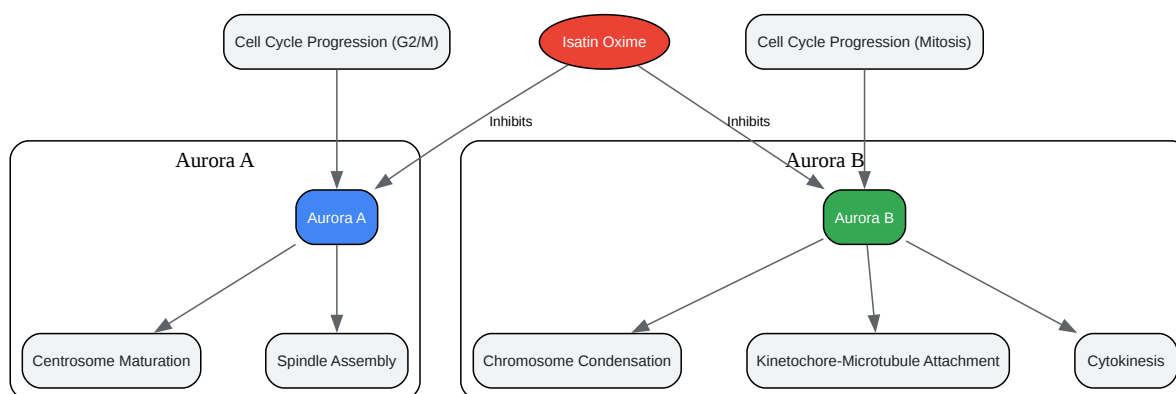 Cell Cycle Progression (G2/M)
Isatin Oxime
Cell Cycle Progression (Mitosis)
Inhibits
Inhibits
Aurora A
Aurora B
Aurora A
Aurora B
Centrosome Maturation
Spindle Assembly
Chromosome Condensation
Kinetochore-Microtubule Attachment
Cytokinesis